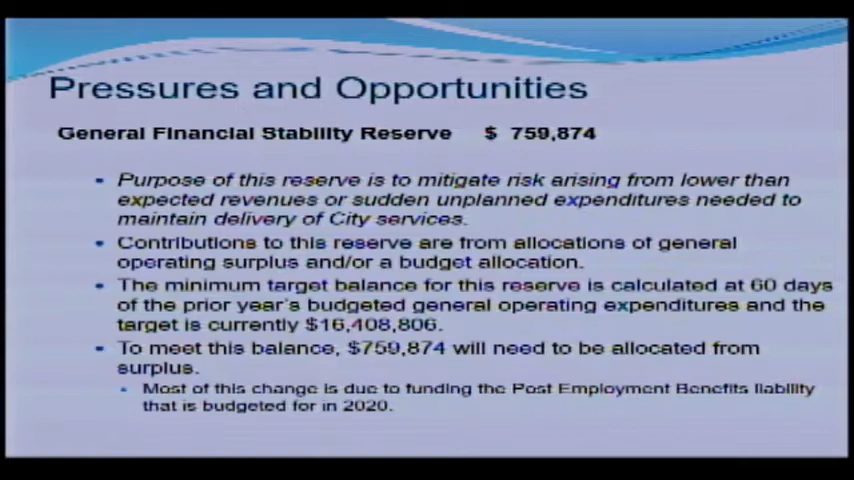 Pressures and Opportunities
General Financial Stability Reserve $ 759,874
• Purpose of this reserve is to mitigate risk arising from lower than
expected revenues or sudden unplanned expenditures needed to
maintain delivery of City services.
• Contributions to this reserve are from allocations of general
operating surplus and/or a budget allocation.
• The minimum target balance for this reserve is calculated at 60 days
of the prior year's budgeted general operating expenditures and the
target is currently $16,408,806.
• To meet this balance, $759,874 will need to be allocated from
surplus.
• Most of this change is due to funding the Post Employment Benefits liability
that is budgeted for in 2020.